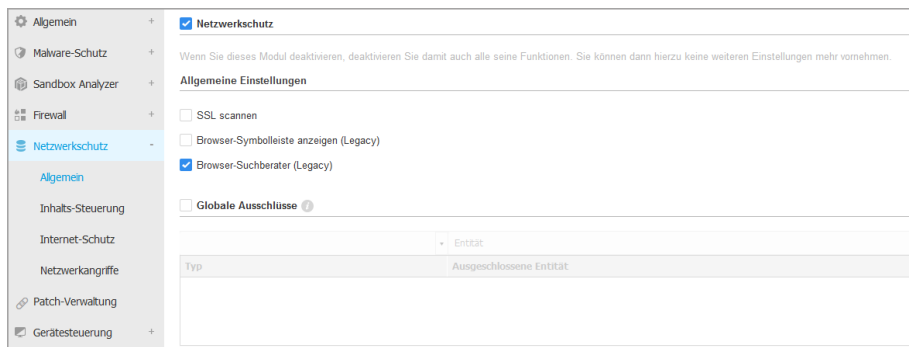 Allgemein +
Malware-Schutz +
Sandbox Analyzer +
Firewall +
Netzwerkschutz -
Allgemein
Inhalts-Steuerung
Internet-Schutz
Netzwerkangriffe
Patch-Verwaltung
Gerätesteuerung +
Netzwerkschutz
Wenn Sie dieses Modul deaktivieren, deaktivieren Sie damit auch alle seine Funktionen. Sie können dann hierzu keine weiteren Einstellungen mehr vornehmen.
Allgemeine Einstellungen
SSL scannen
Browser-Symbolleiste anzeigen (Legacy)
Browser-Suchberater (Legacy)
Globale Ausschlüsse i
Entität
Typ Ausgeschlossene Entität